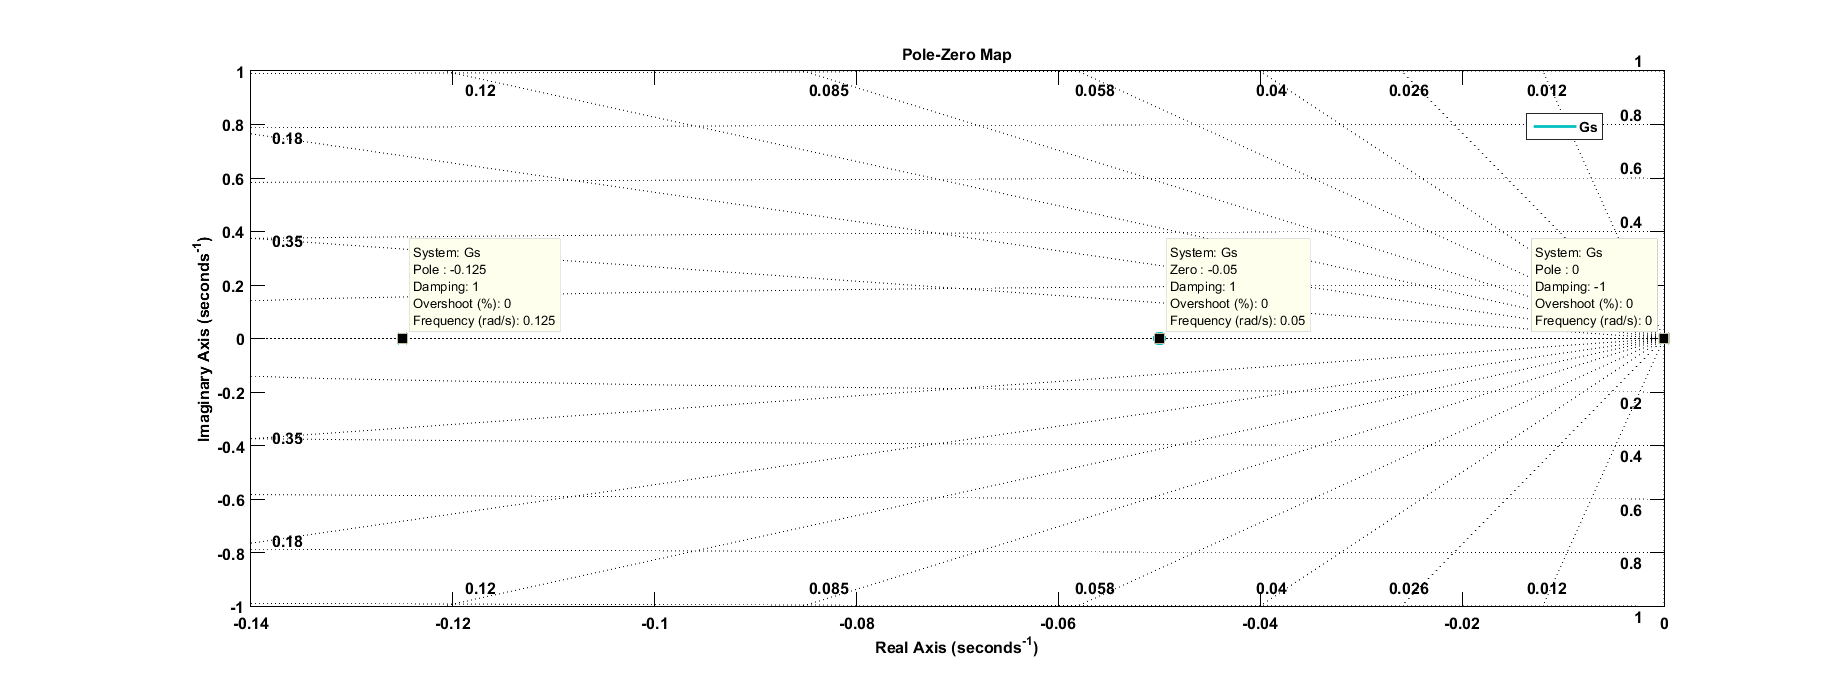 Pole-Zero Map
1
0.12 0.085 0.058 0.04 0.026 0.012
1
0.8
0.8
Gs
0.18
0.6
0.6
0.4
0.4
0.35
System: Gs
Pole : -0.125
Damping: 1
Overshoot (%): 0
Frequency (rad/s): 0.125
System: Gs
Zero : -0.05
Damping: 1
Overshoot (%): 0
Frequency (rad/s): 0.05
System: Gs
Pole : 0
Damping: -1
Overshoot (%): 0
Frequency (rad/s): 0
0.2
0
Imaginary Axis (seconds-1)
-0.2
0.2
0.35
-0.4
0.4
-0.6
0.6
0.18
-0.8
0.8
0.12 0.085 0.058 0.04 0.026 0.012
-1
1
-0.14 -0.12 -0.1 -0.08 -0.06 -0.04 -0.02 0
Real Axis (seconds-1)